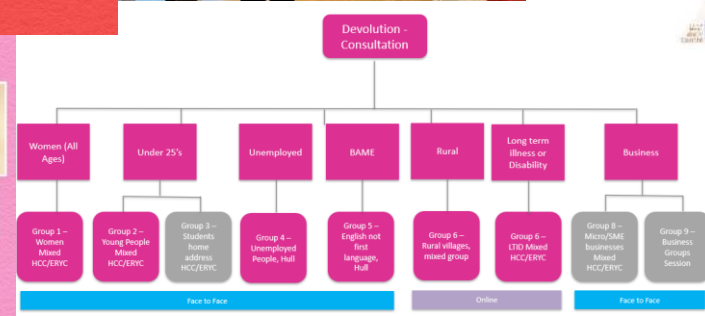 Devolution -
Consultation
Women (All
Ages)
Under 25's
Unemployed
BAME
Rural
Long term
illness or
Disability
Business
Group 1 –
Women
Mixed
HCC/ERYC
Group 2 –
Young People
Mixed
HCC/ERYC
Group 3 –
Students
home
address
HCC/ERYC
Group 4 –
Unemployed
People, Hull
Group 5 –
English not
first
language,
Hull
Group 6 –
Rural villages,
mixed group
Group 6 –
LTID Mixed
HCC/ERYC
Group 8 –
Micro/SME
businesses
Mixed
HCC/ERYC
Group 9 –
Business
Groups
Session
Face to Face
Online
Face to Face